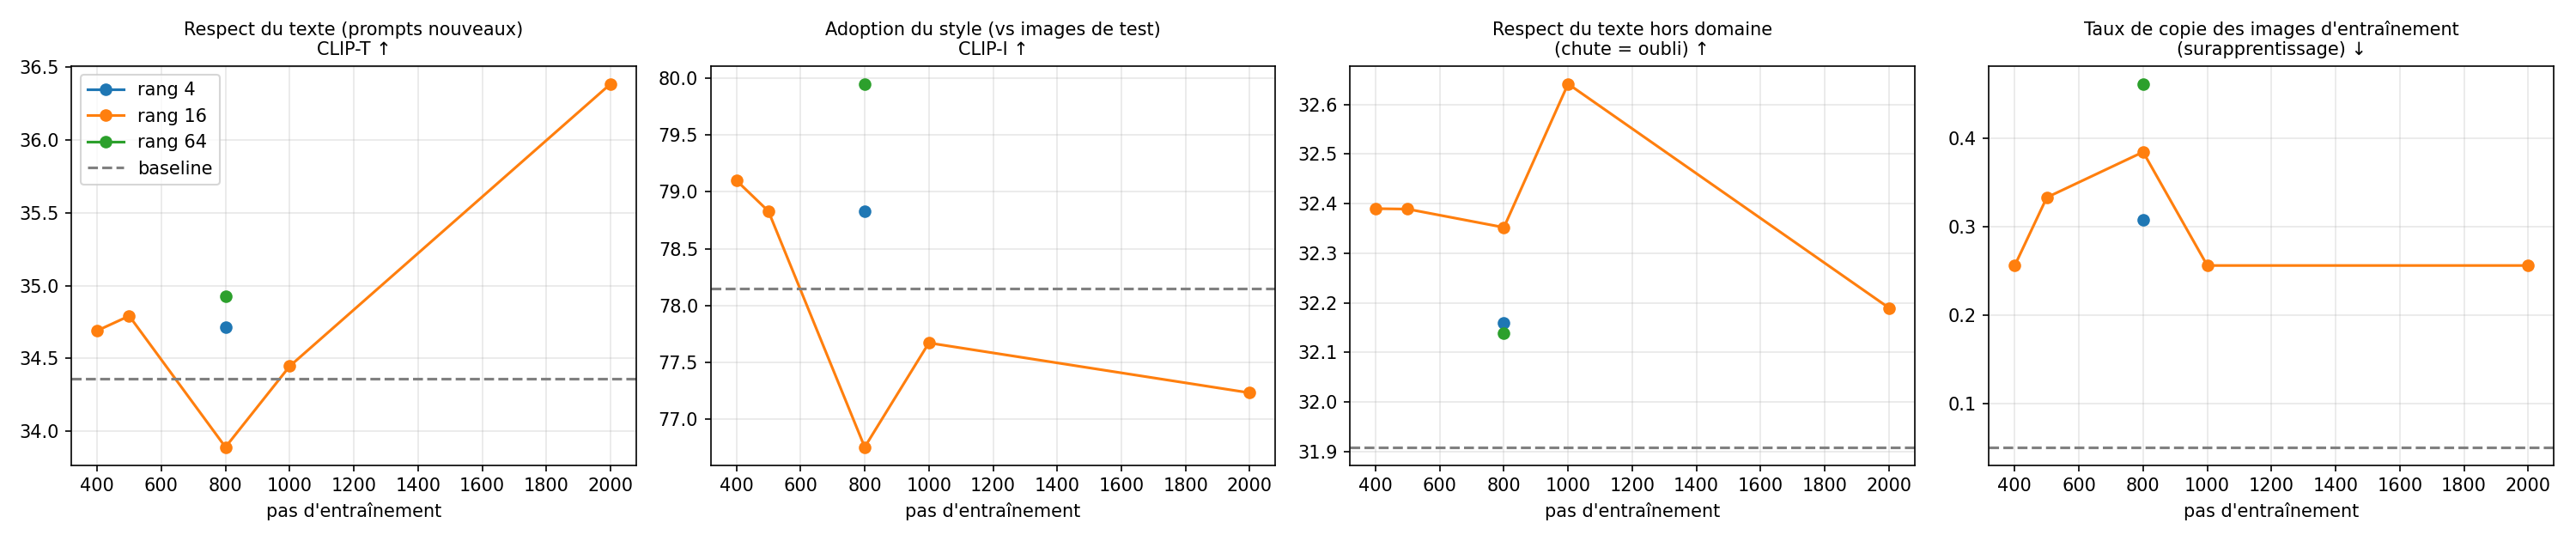 Respect du texte (prompts nouveaux)
CLIP-T ↑
36.5
36.0
35.5
35.0
34.5
34.0
rang 4
rang 16
rang 64
baseline
400 600 800 1000 1200 1400 1600 1800 2000
pas d'entraînement
Adoption du style (vs images de test)
CLIP-I ↑
80.0
79.5
79.0
78.5
78.0
77.5
77.0
400 600 800 1000 1200 1400 1600 1800 2000
pas d'entraînement
Respect du texte hors domaine
(chute = oubli) ↑
32.6
32.5
32.4
32.3
32.2
32.1
32.0
31.9
400 600 800 1000 1200 1400 1600 1800 2000
pas d'entraînement
Taux de copie des images d'entraînement
(surapprentissage) ↓
0.4
0.3
0.2
0.1
400 600 800 1000 1200 1400 1600 1800 2000
pas d'entraînement